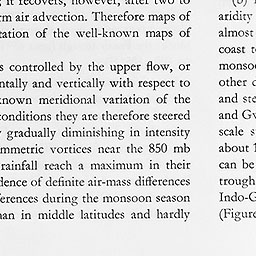 it recovers, however, after two to
rm air advection. Therefore maps of
tation of the well-known maps of
s controlled by the upper flow, or
ntally and vertically with respect to
known meridional variation of the
conditions they are therefore steered
gradually diminishing in intensity
mmetric vortices near the 850 mb
rainfall reach a maximum in their
dence of definite air-mass differences
ferences during the monsoon season
han in middle latitudes and hardly
(b)
aridity
almost
coast
monsoo
other
and ste
and Gv
scale s
about 1
can be
trough
Indo-G
(Figure